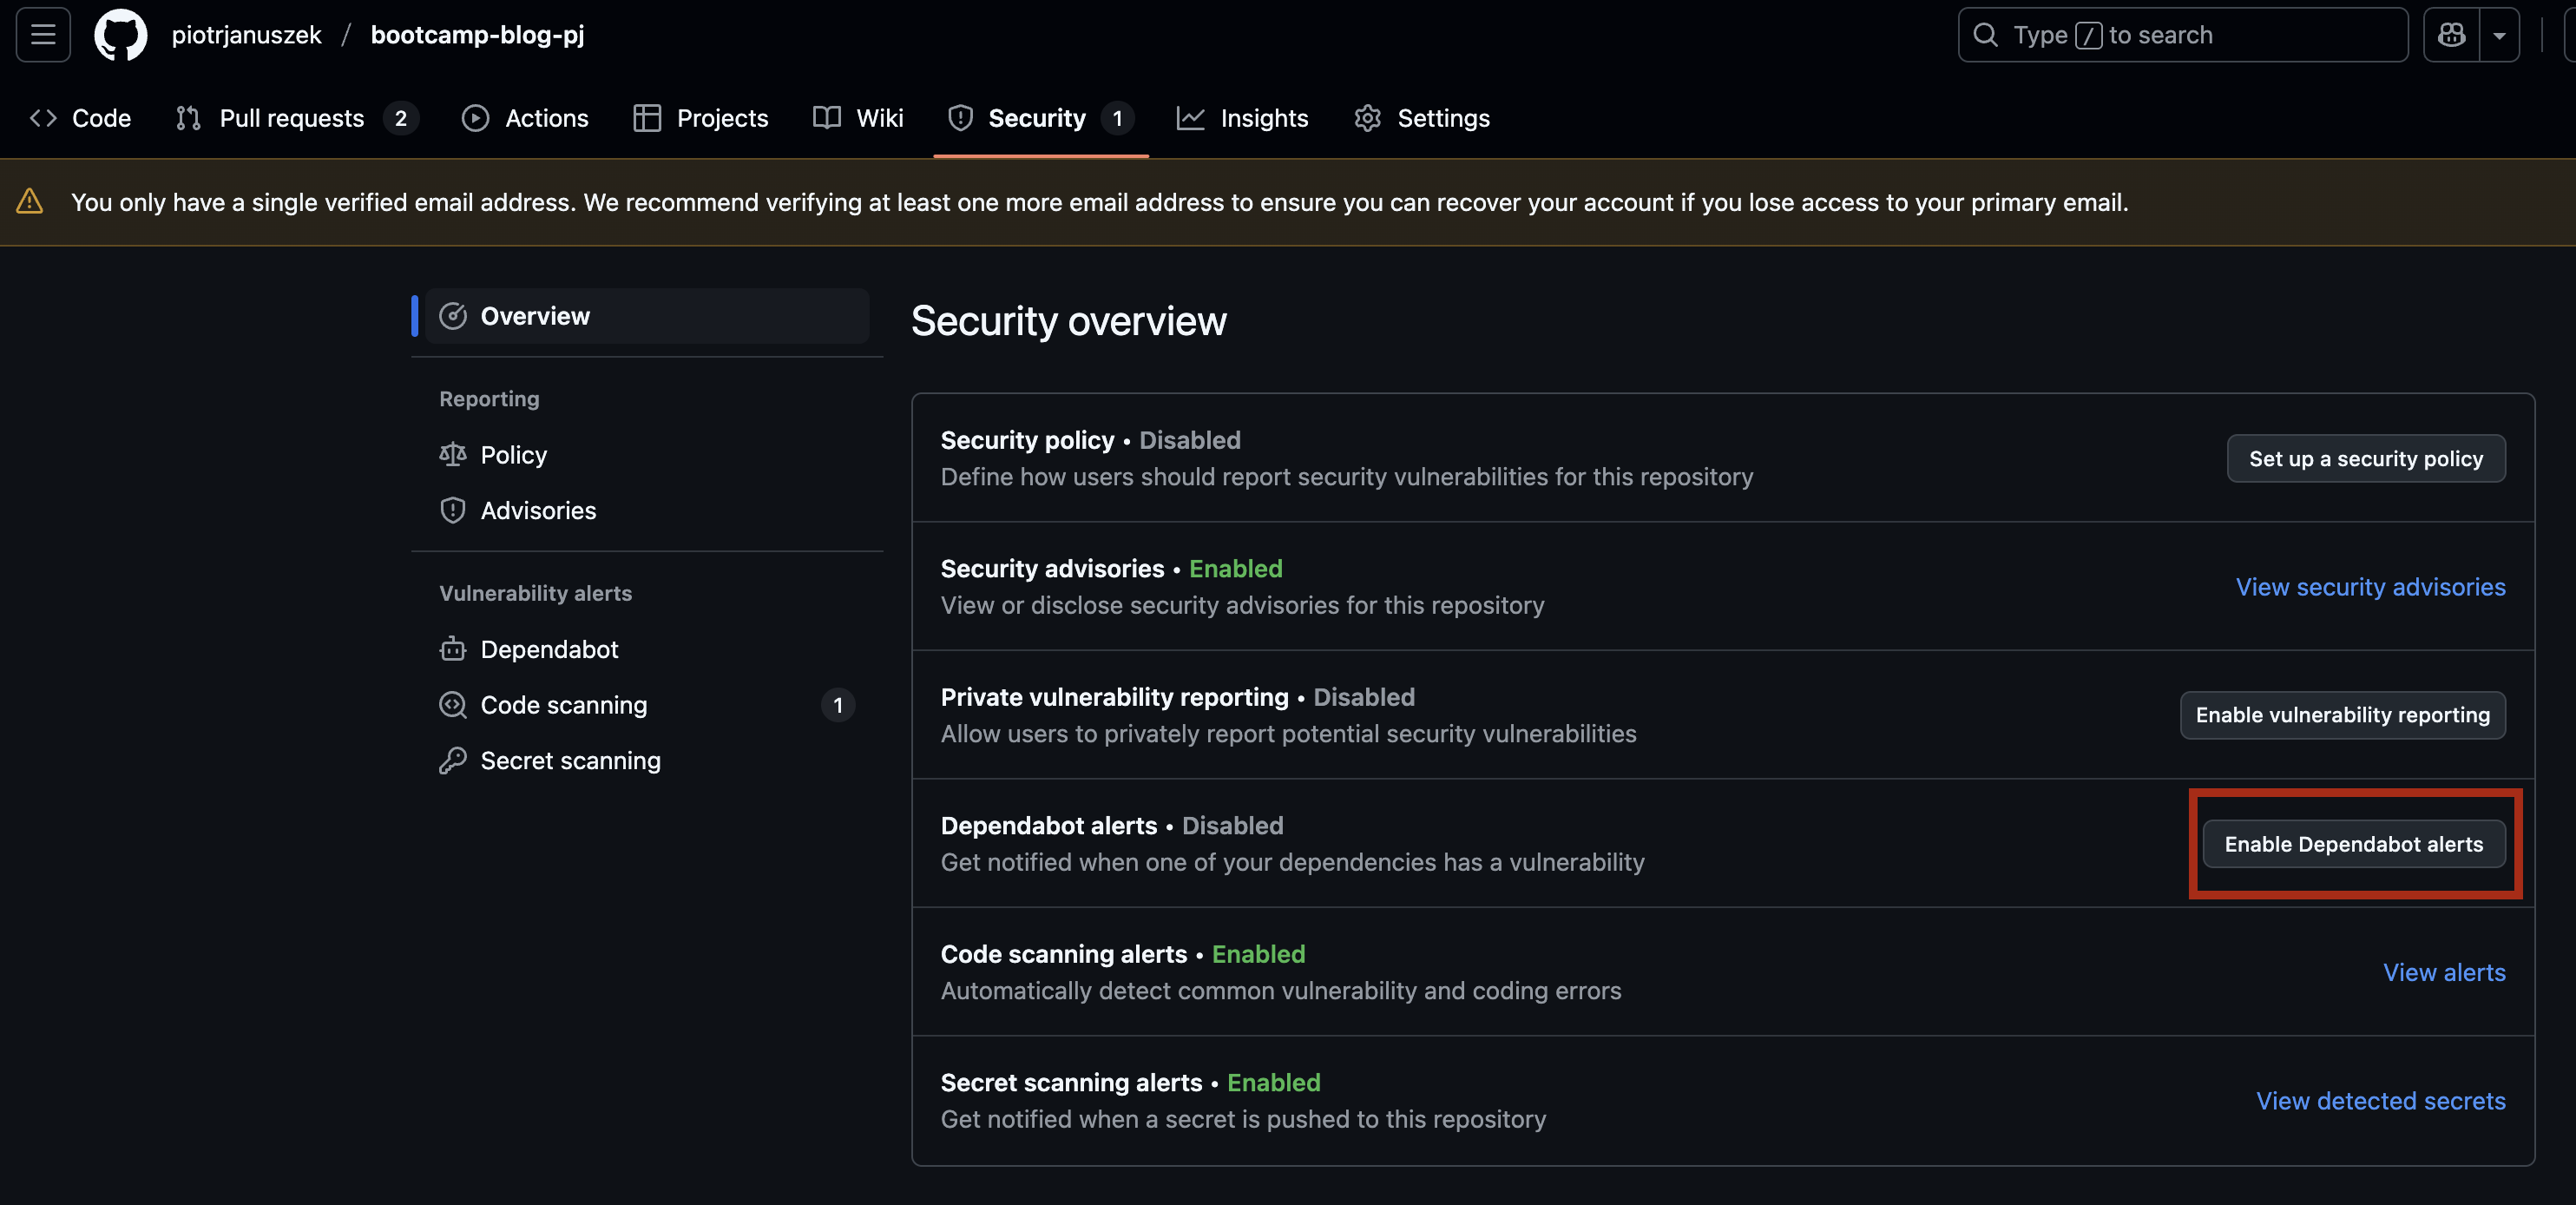 piotrjanuszek / bootcamp-blog-pj
Type / to search
Code
Pull requests 2
Actions
Projects
Wiki
Security 1
Insights
Settings
You only have a single verified email address. We recommend verifying at least one more email address to ensure you can recover your account if you lose access to your primary email.
Overview
Reporting
Policy
Advisories
Vulnerability alerts
Dependabot
Code scanning 1
Secret scanning
Security overview
Security policy • Disabled
Define how users should report security vulnerabilities for this repository
Set up a security policy
Security advisories • Enabled
View or disclose security advisories for this repository
View security advisories
Private vulnerability reporting • Disabled
Allow users to privately report potential security vulnerabilities
Enable vulnerability reporting
Dependabot alerts • Disabled
Get notified when one of your dependencies has a vulnerability
Enable Dependabot alerts
Code scanning alerts • Enabled
Automatically detect common vulnerability and coding errors
View alerts
Secret scanning alerts • Enabled
Get notified when a secret is pushed to this repository
View detected secrets